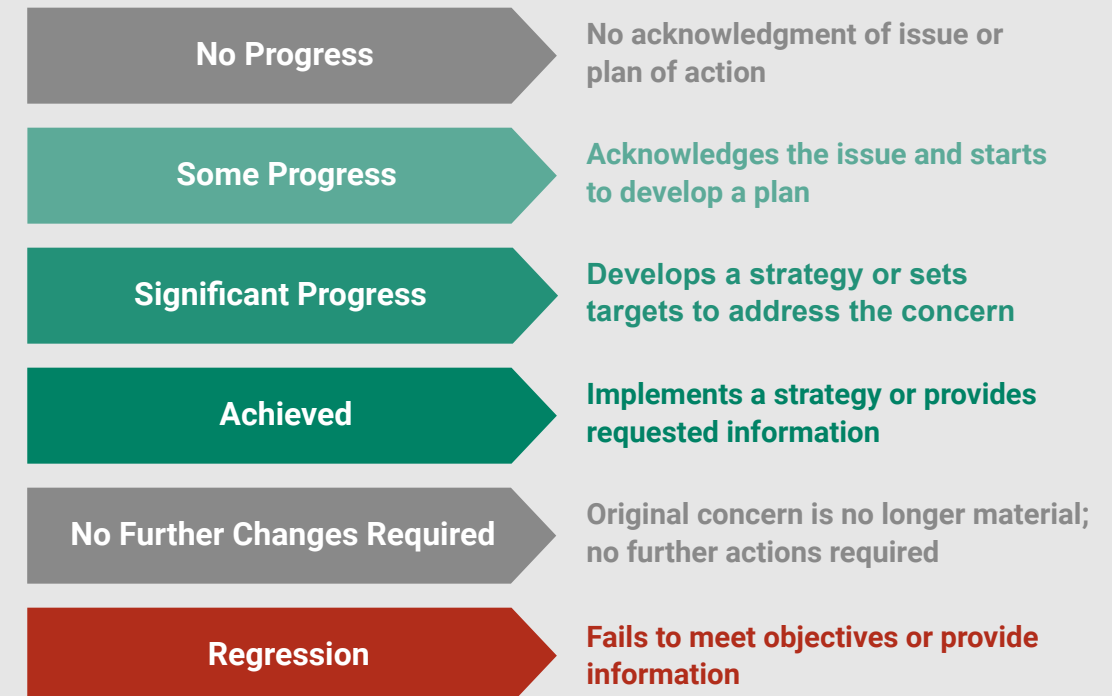 No Progress
No acknowledgment of issue or
plan of action
Some Progress
Acknowledges the issue and starts
to develop a plan
Significant Progress
Develops a strategy or sets
targets to address the concern
Achieved
Implements a strategy or provides
requested information
No Further Changes Required
Original concern is no longer material;
no further actions required
Regression
Fails to meet objectives or provide
information